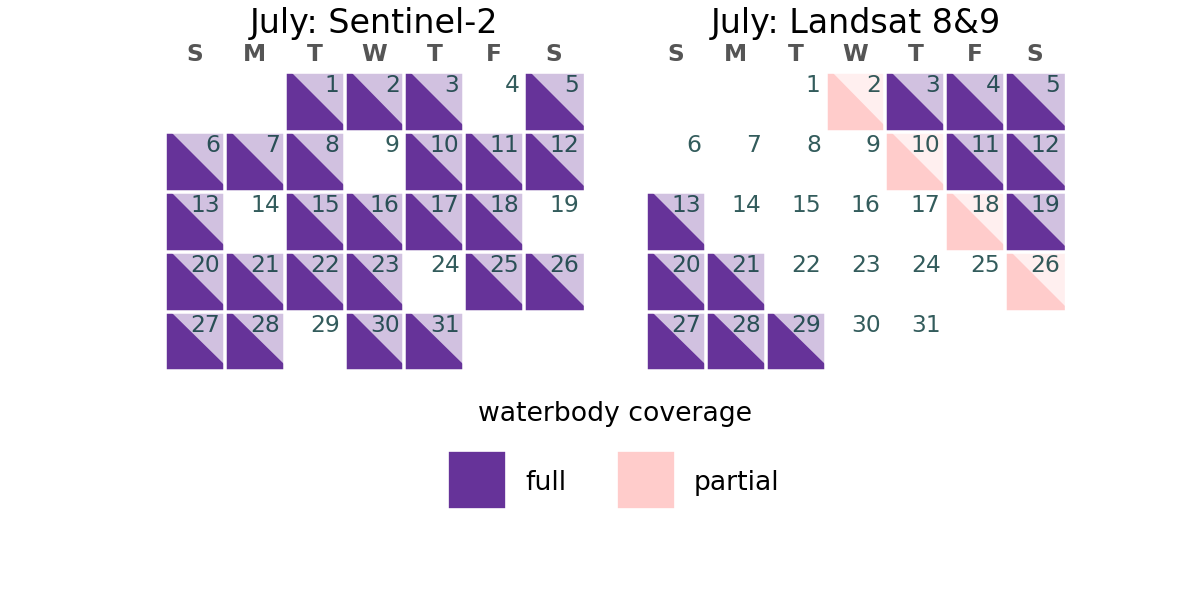 July: Sentinel-2
S M T W T F S
1 2 3 4 5
6 7 8 9 10 11 12
13 14 15 16 17 18 19
20 21 22 23 24 25 26
27 28 29 30 31
July: Landsat 8&9
S M T W T F S
1 2 3 4 5
6 7 8 9 10 11 12
13 14 15 16 17 18 19
20 21 22 23 24 25 26
27 28 29 30 31
waterbody coverage
full partial